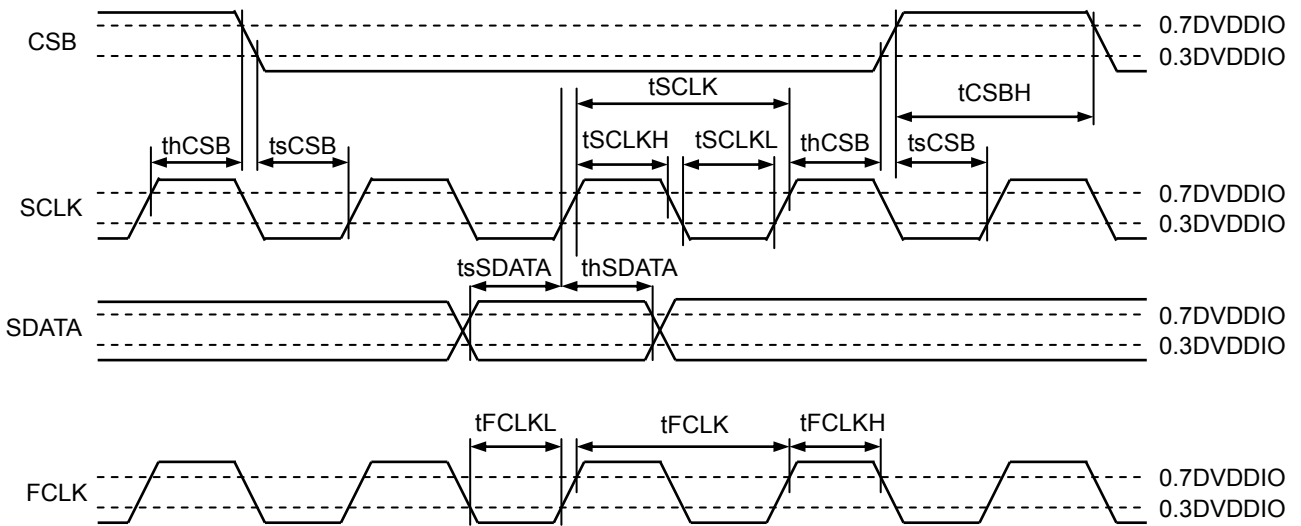 CSB
0.7DVDDIO
0.3DVDDIO
tSCLK
tCSBH
thCSB
tsCSB
tSCLKH
tSCLKL
thCSB
tsCSB
SCLK
0.7DVDDIO
0.3DVDDIO
tsSDATA
thSDATA
SDATA
0.7DVDDIO
0.3DVDDIO
tFCLKL
tFCLK
tFCLKH
FCLK
0.7DVDDIO
0.3DVDDIO